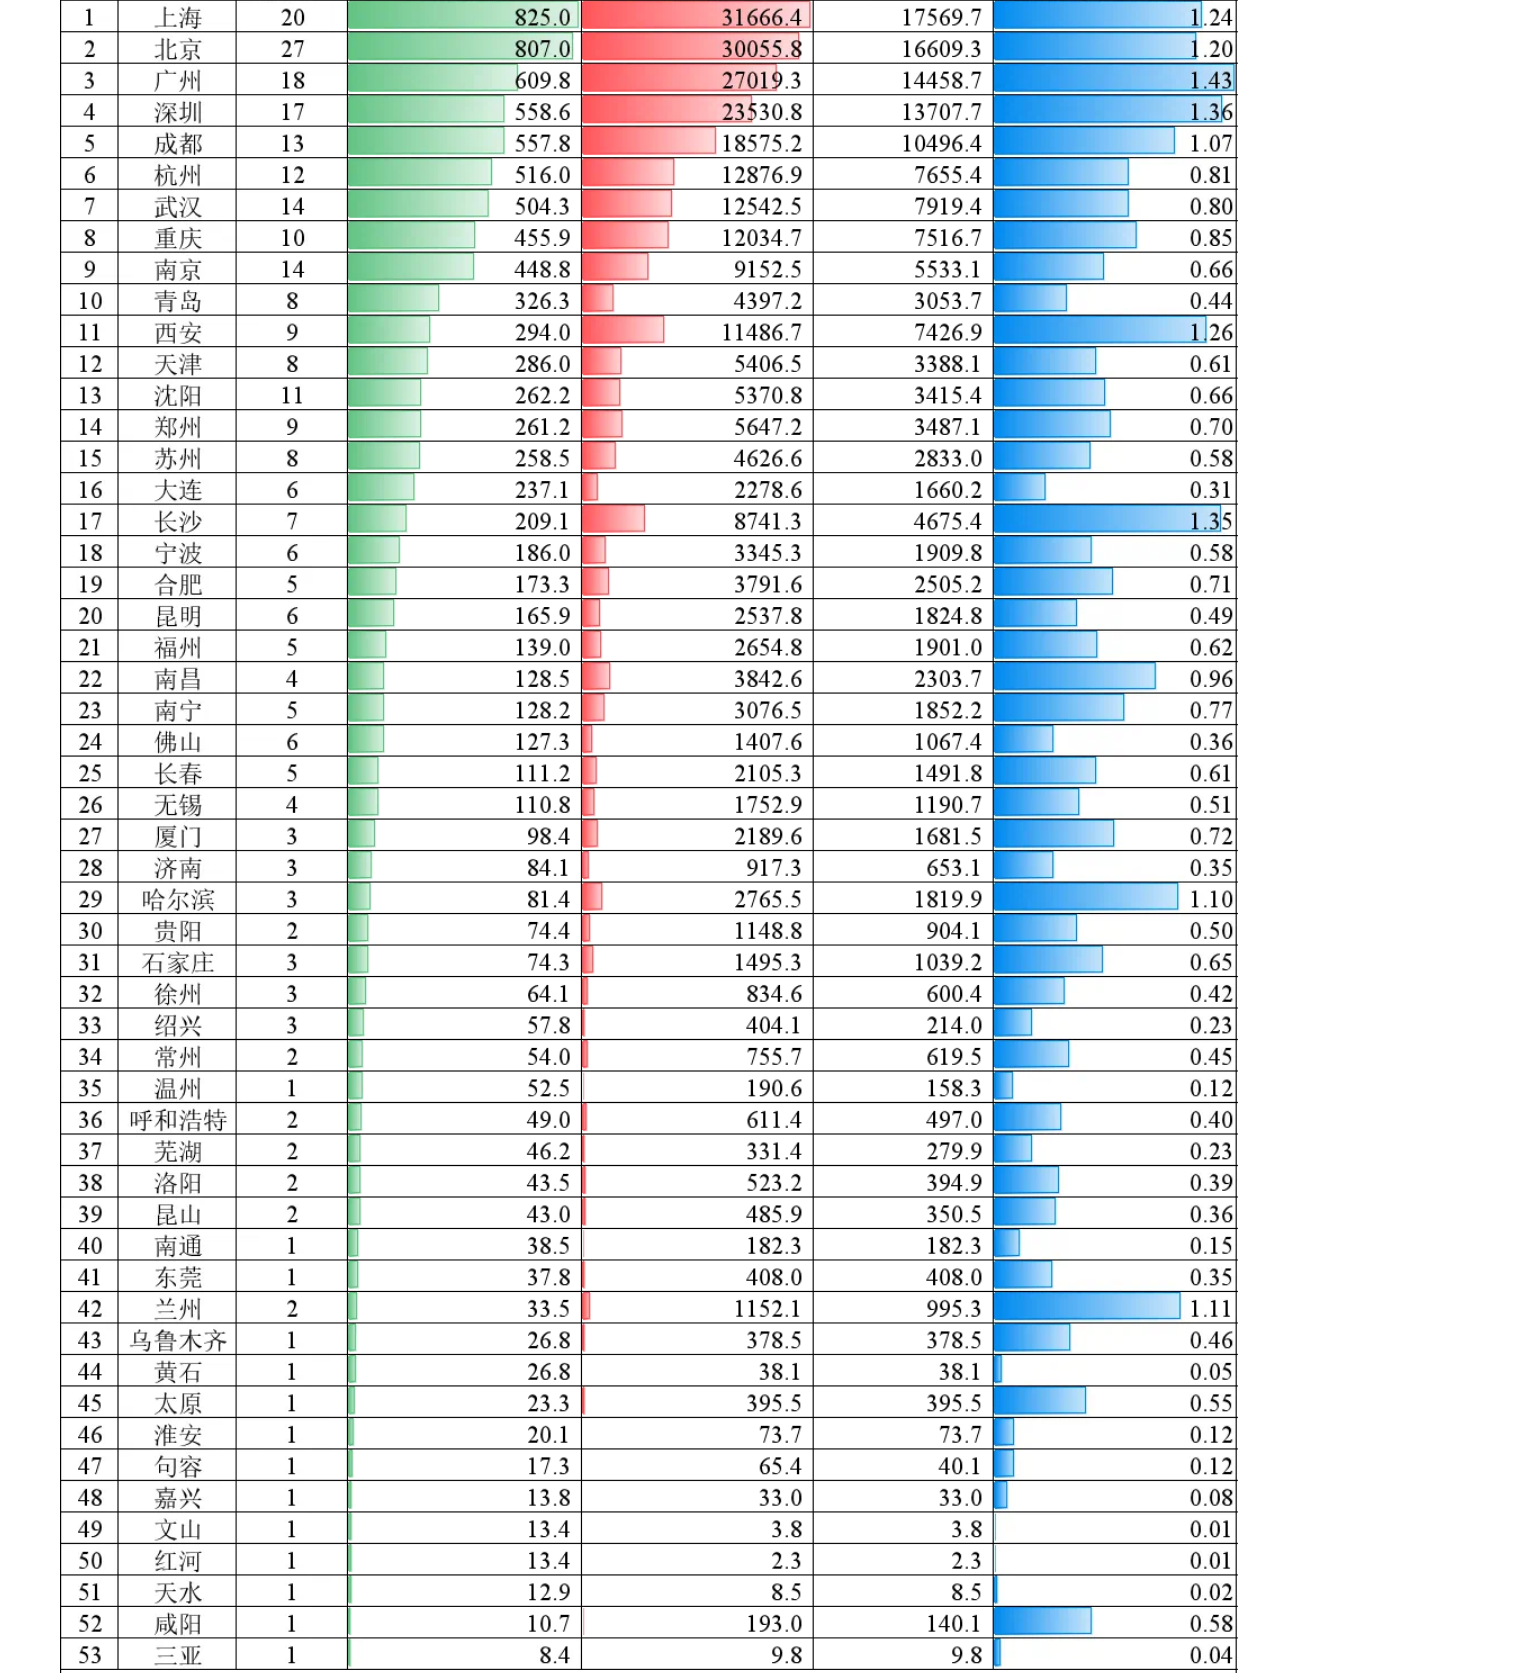 1 上海 20 825.0 31666.4 17569.7 1.24
2 北京 27 807.0 30055.8 16609.3 1.20
3 广州 18 609.8 27019.3 14458.7 1.43
4 深圳 17 558.6 23530.8 13707.7 1.36
5 成都 13 557.8 18575.2 10496.4 1.07
6 杭州 12 516.0 12876.9 7655.4 0.81
7 武汉 14 504.3 12542.5 7919.4 0.80
8 重庆 10 455.9 12034.7 7516.7 0.85
9 南京 14 448.8 9152.5 5533.1 0.66
10 青岛 8 326.3 4397.2 3053.7 0.44
11 西安 9 294.0 11486.7 7426.9 1.26
12 天津 8 286.0 5406.5 3388.1 0.61
13 沈阳 11 262.2 5370.8 3415.4 0.66
14 郑州 9 261.2 5647.2 3487.1 0.70
15 苏州 8 258.5 4626.6 2833.0 0.58
16 大连 6 237.1 2278.6 1660.2 0.31
17 长沙 7 209.1 8741.3 4675.4 1.35
18 宁波 6 186.0 3345.3 1909.8 0.58
19 合肥 5 173.3 3791.6 2505.2 0.71
20 昆明 6 165.9 2537.8 1824.8 0.49
21 福州 5 139.0 2654.8 1901.0 0.62
22 南昌 4 128.5 3842.6 2303.7 0.96
23 南宁 5 128.2 3076.5 1852.2 0.77
24 佛山 6 127.3 1407.6 1067.4 0.36
25 长春 5 111.2 2105.3 1491.8 0.61
26 无锡 4 110.8 1752.9 1190.7 0.51
27 厦门 3 98.4 2189.6 1681.5 0.72
28 济南 3 84.1 917.3 653.1 0.35
29 哈尔滨 3 81.4 2765.5 1819.9 1.10
30 贵阳 2 74.4 1148.8 904.1 0.50
31 石家庄 3 74.3 1495.3 1039.2 0.65
32 徐州 3 64.1 834.6 600.4 0.42
33 绍兴 3 57.8 404.1 214.0 0.23
34 常州 2 54.0 755.7 619.5 0.45
35 温州 1 52.5 190.6 158.3 0.12
36 呼和浩特 2 49.0 611.4 497.0 0.40
37 芜湖 2 46.2 331.4 279.9 0.23
38 洛阳 2 43.5 523.2 394.9 0.39
39 昆山 2 43.0 485.9 350.5 0.36
40 南通 1 38.5 182.3 182.3 0.15
41 东莞 1 37.8 408.0 408.0 0.35
42 兰州 2 33.5 1152.1 995.3 1.11
43 乌鲁木齐 1 26.8 378.5 378.5 0.46
44 黄石 1 26.8 38.1 38.1 0.05
45 太原 1 23.3 395.5 395.5 0.55
46 淮安 1 20.1 73.7 73.7 0.12
47 句容 1 17.3 65.4 40.1 0.12
48 嘉兴 1 13.8 33.0 33.0 0.08
49 文山 1 13.4 3.8 3.8 0.01
50 红河 1 13.4 2.3 2.3 0.01
51 天水 1 12.9 8.5 8.5 0.02
52 咸阳 1 10.7 193.0 140.1 0.58
53 三亚 1 8.4 9.8 9.8 0.04